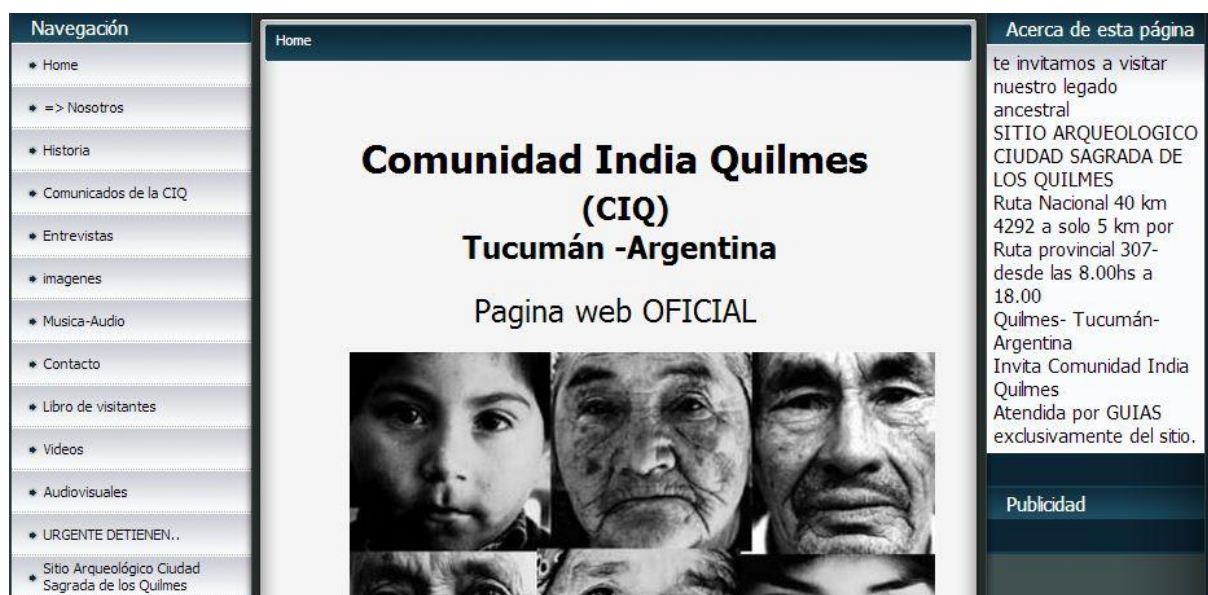 Navegación
Home
=> Nosotros
Historia
Comunicados de la CIQ
Entrevistas
imagenes
Musica-Audio
Contacto
Libro de visitantes
Videos
Audiovisuales
URGENTE DETIENEN..
Sitio Arqueológico Ciudad
Sagrada de los Quilmes
Home
Comunidad India Quilmes
(CIQ)
Tucumán -Argentina
Pagina web OFICIAL
Acerca de esta página
te invitamos a visitar
nuestro legado
ancestral
SITIO ARQUEOLOGICO
CIUDAD SAGRADA DE
LOS QUILMES
Ruta Nacional 40 km
4292 a solo 5 km por
Ruta provincial 307-
desde las 8.00hs a
18.00
Quilmes- Tucumán-
Argentina
Invita Comunidad India
Quilmes
Atendida por GUIAS
exclusivamente del sitio.
Publicidad